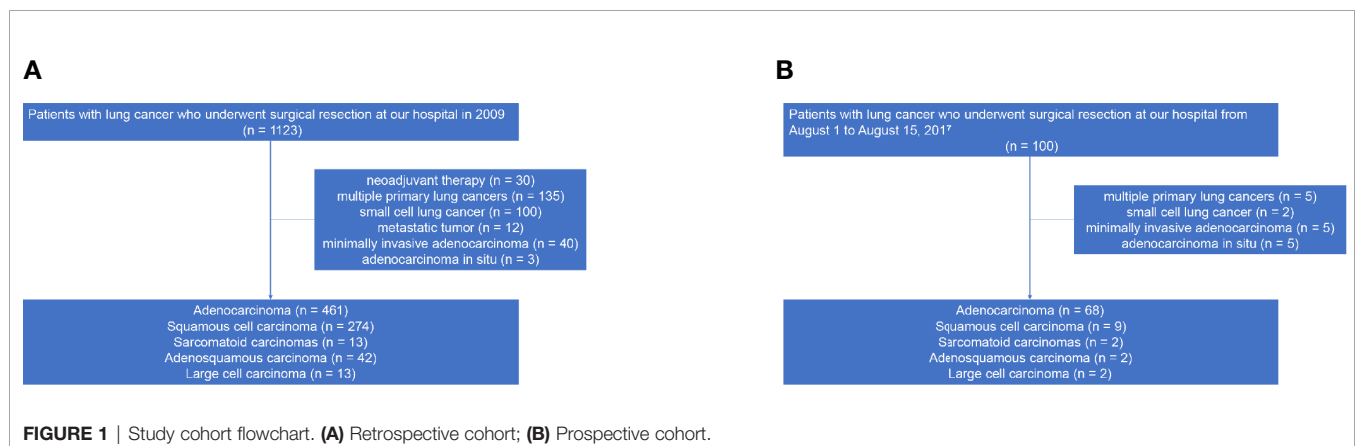 A
Patients with lung cancer who underwent surgical resection at our hospital in 2009
(n = 1123)
neoadjuvant therapy (n = 30)
multiple primary lung cancers (n = 135)
small cell lung cancer (n = 100)
metastatic tumor (n = 12)
minimally invasive adenocarcinoma (n = 40)
adenocarcinoma in situ (n = 3)
Adenocarcinoma (n = 461)
Squamous cell carcinoma (n = 274)
Sarcomatoid carcinomas (n = 13)
Adenosquamous carcinoma (n = 42)
Large cell carcinoma (n = 13)
B
Patients with lung cancer who underwent surgical resection at our hospital from
August 1 to August 15, 2017
(n = 100)
multiple primary lung cancers (n = 5)
small cell lung cancer (n = 2)
minimally invasive adenocarcinoma (n = 5)
adenocarcinoma in situ (n = 5)
Adenocarcinoma (n = 68)
Squamous cell carcinoma (n = 9)
Sarcomatoid carcinomas (n = 2)
Adenosquamous carcinoma (n = 2)
Large cell carcinoma (n = 2)
FIGURE 1 | Study cohort flowchart. (A) Retrospective cohort; (B) Prospective cohort.